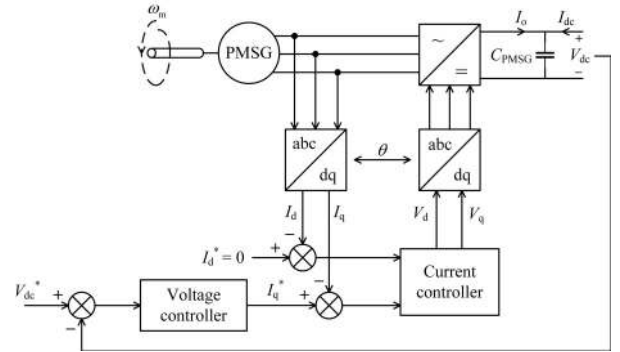 ω_m
PMSG
~
=
I_o
I_dc
C_PMSG
+
V_dc
−
abc
dq
θ
abc
dq
I_d
I_q
V_d
V_q
−
I_d* = 0
+
Current
controller
V_dc*
+
−
Voltage
controller
I_q*
+
−